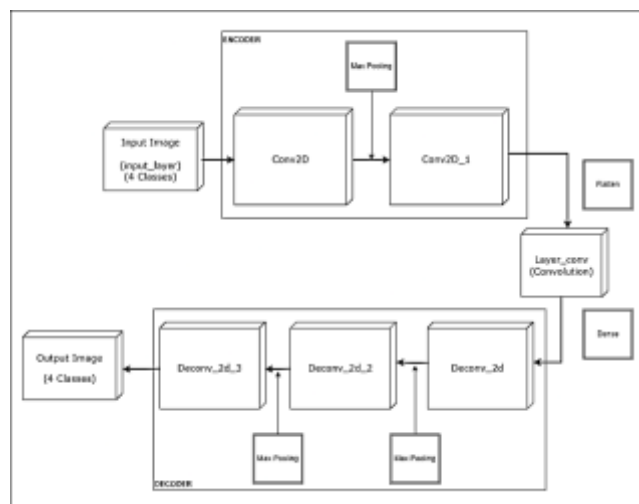 ENCODER
Max Pooling
Input Image
(input_layer)
(4 Classes)
Conv2D
Conv2D_1
Flatten
Layer_conv
(Convolution)
Dense
Output Image
(4 Classes)
Deconv_2d_3
Deconv_2d_2
Deconv_2d
Max Pooling
Max Pooling
DECODER